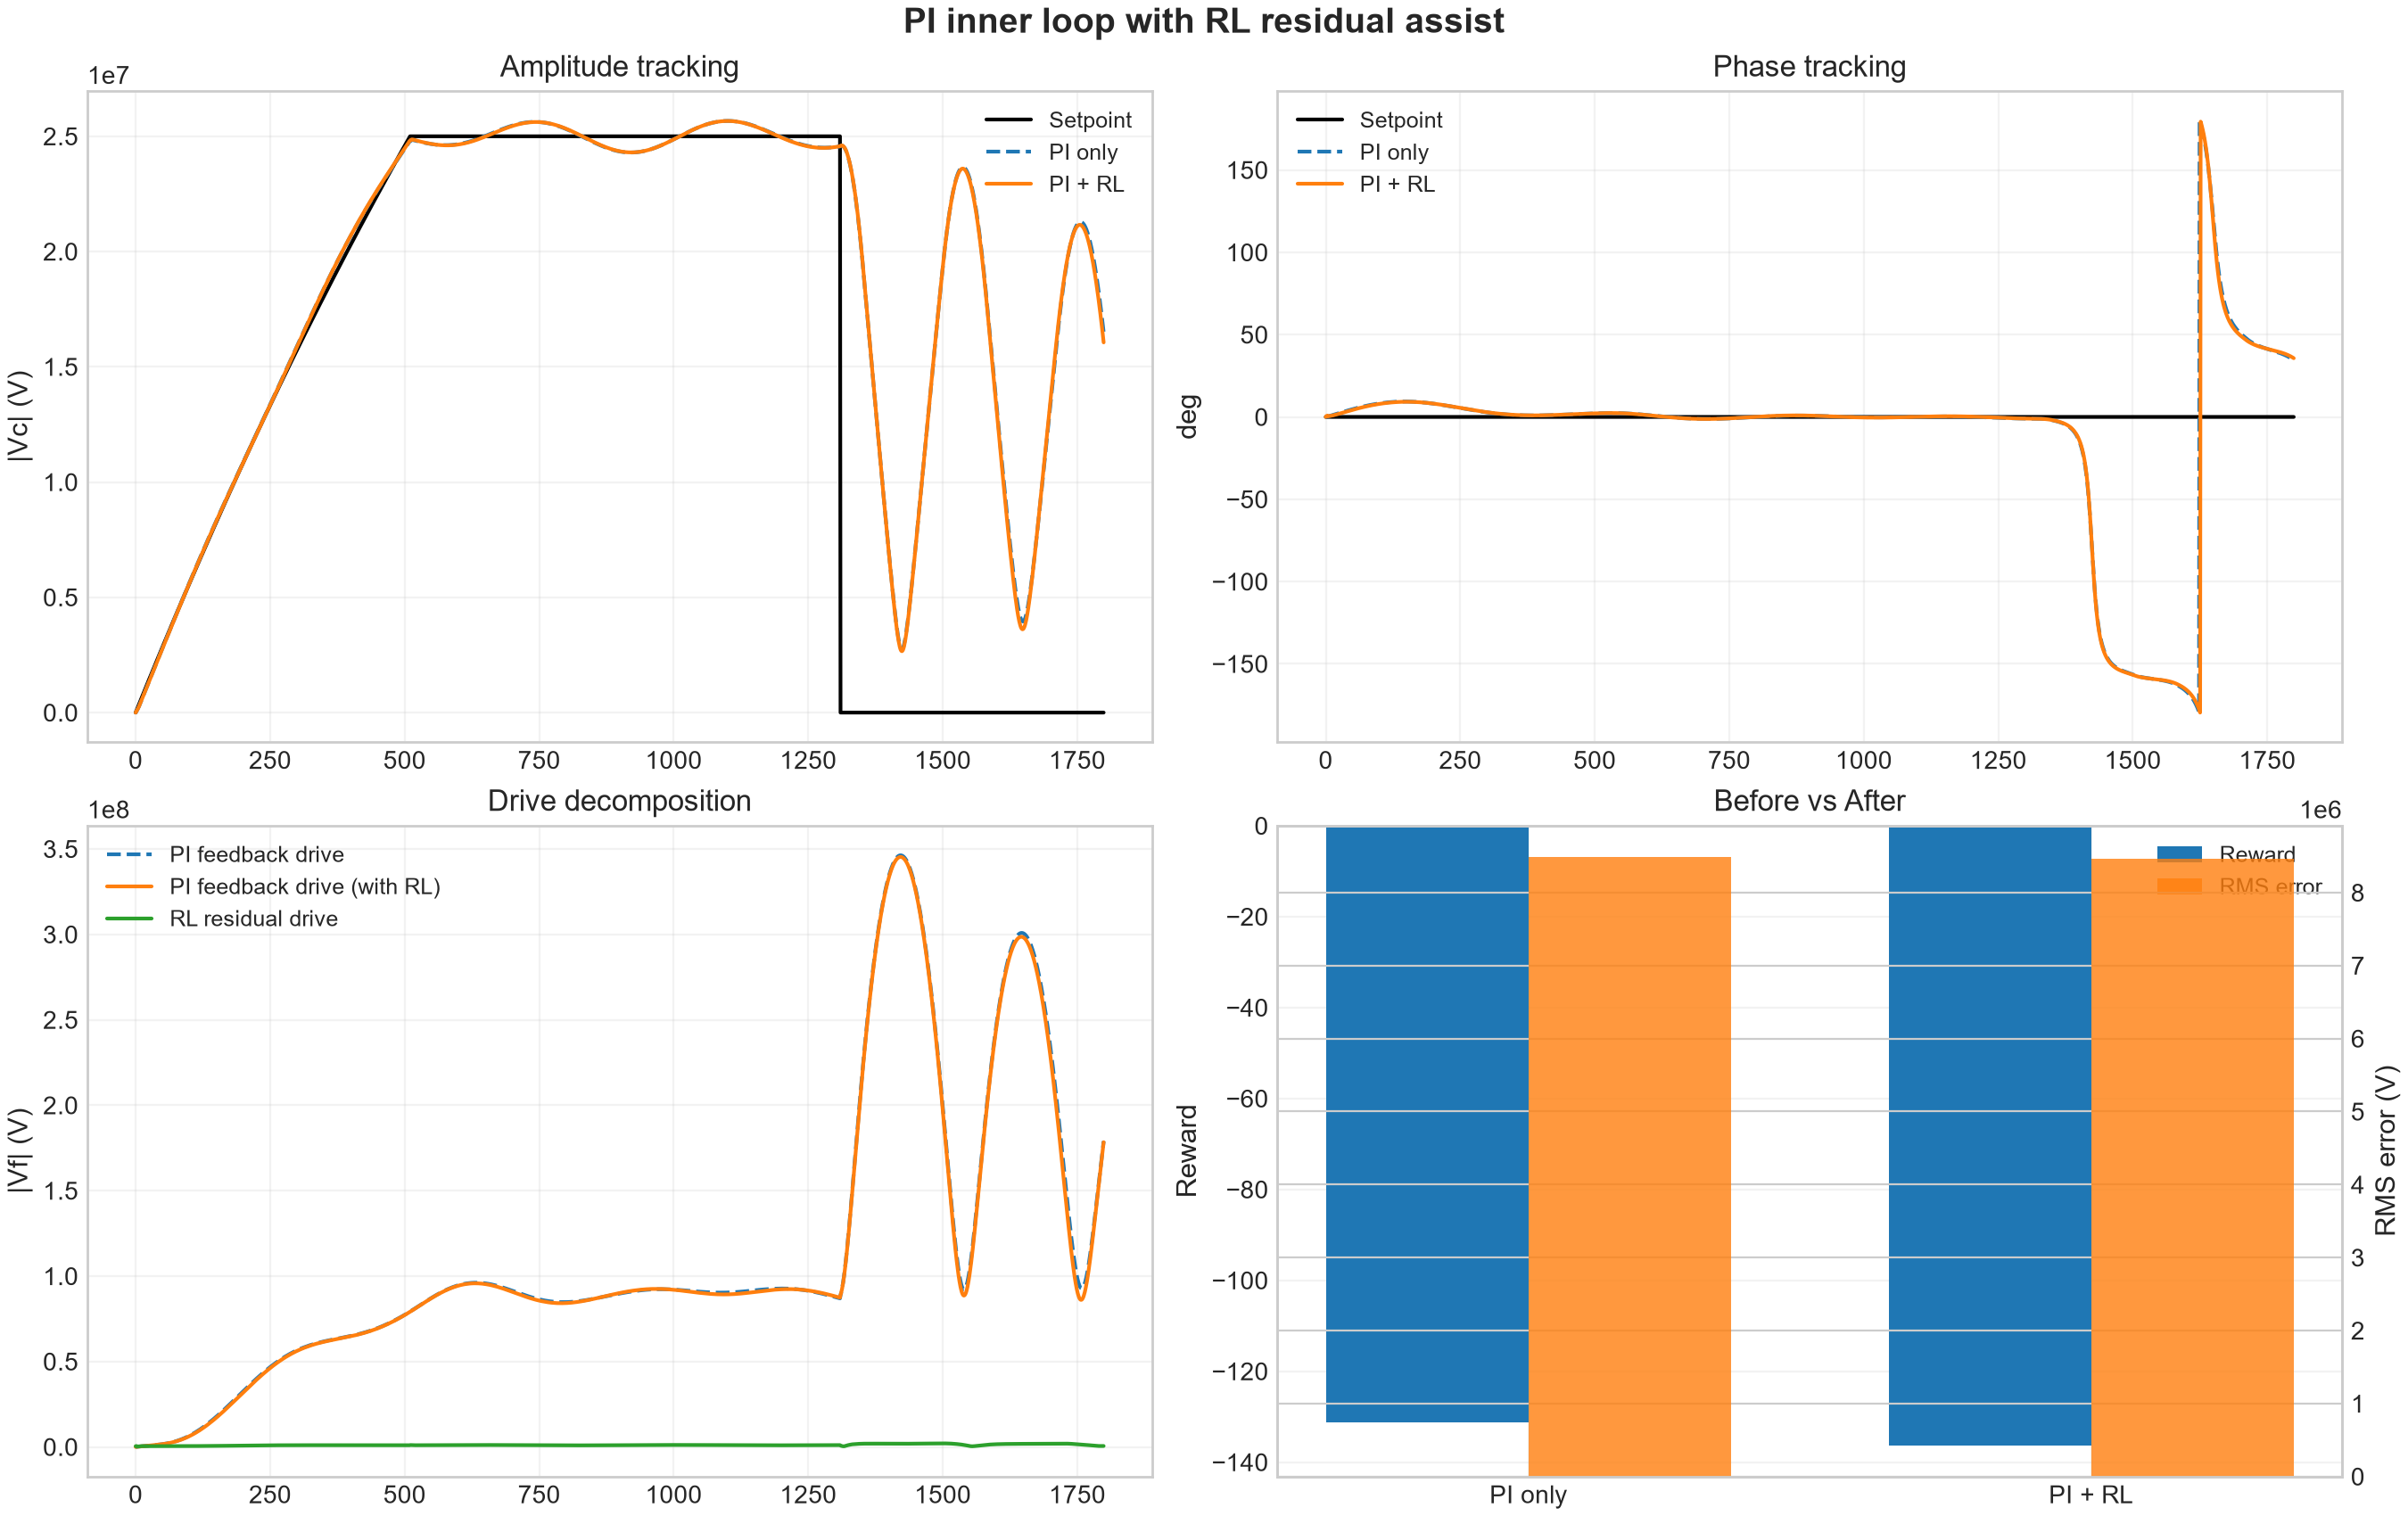 PI inner loop with RL residual assist
Amplitude tracking
1e7
|Vc| (V)
2.5
2.0
1.5
1.0
0.5
0.0
Setpoint
PI only
PI + RL
0 250 500 750 1000 1250 1500 1750
Phase tracking
deg
150
100
50
0
−50
−100
−150
Setpoint
PI only
PI + RL
0 250 500 750 1000 1250 1500 1750
Drive decomposition
1e8
|Vf| (V)
3.5
3.0
2.5
2.0
1.5
1.0
0.5
0.0
PI feedback drive
PI feedback drive (with RL)
RL residual drive
0 250 500 750 1000 1250 1500 1750
Before vs After
1e6
Reward
0
−20
−40
−60
−80
−100
−120
−140
Reward
RMS error
8
7
6
5
4
3
2
1
0
RMS error (V)
PI only PI + RL